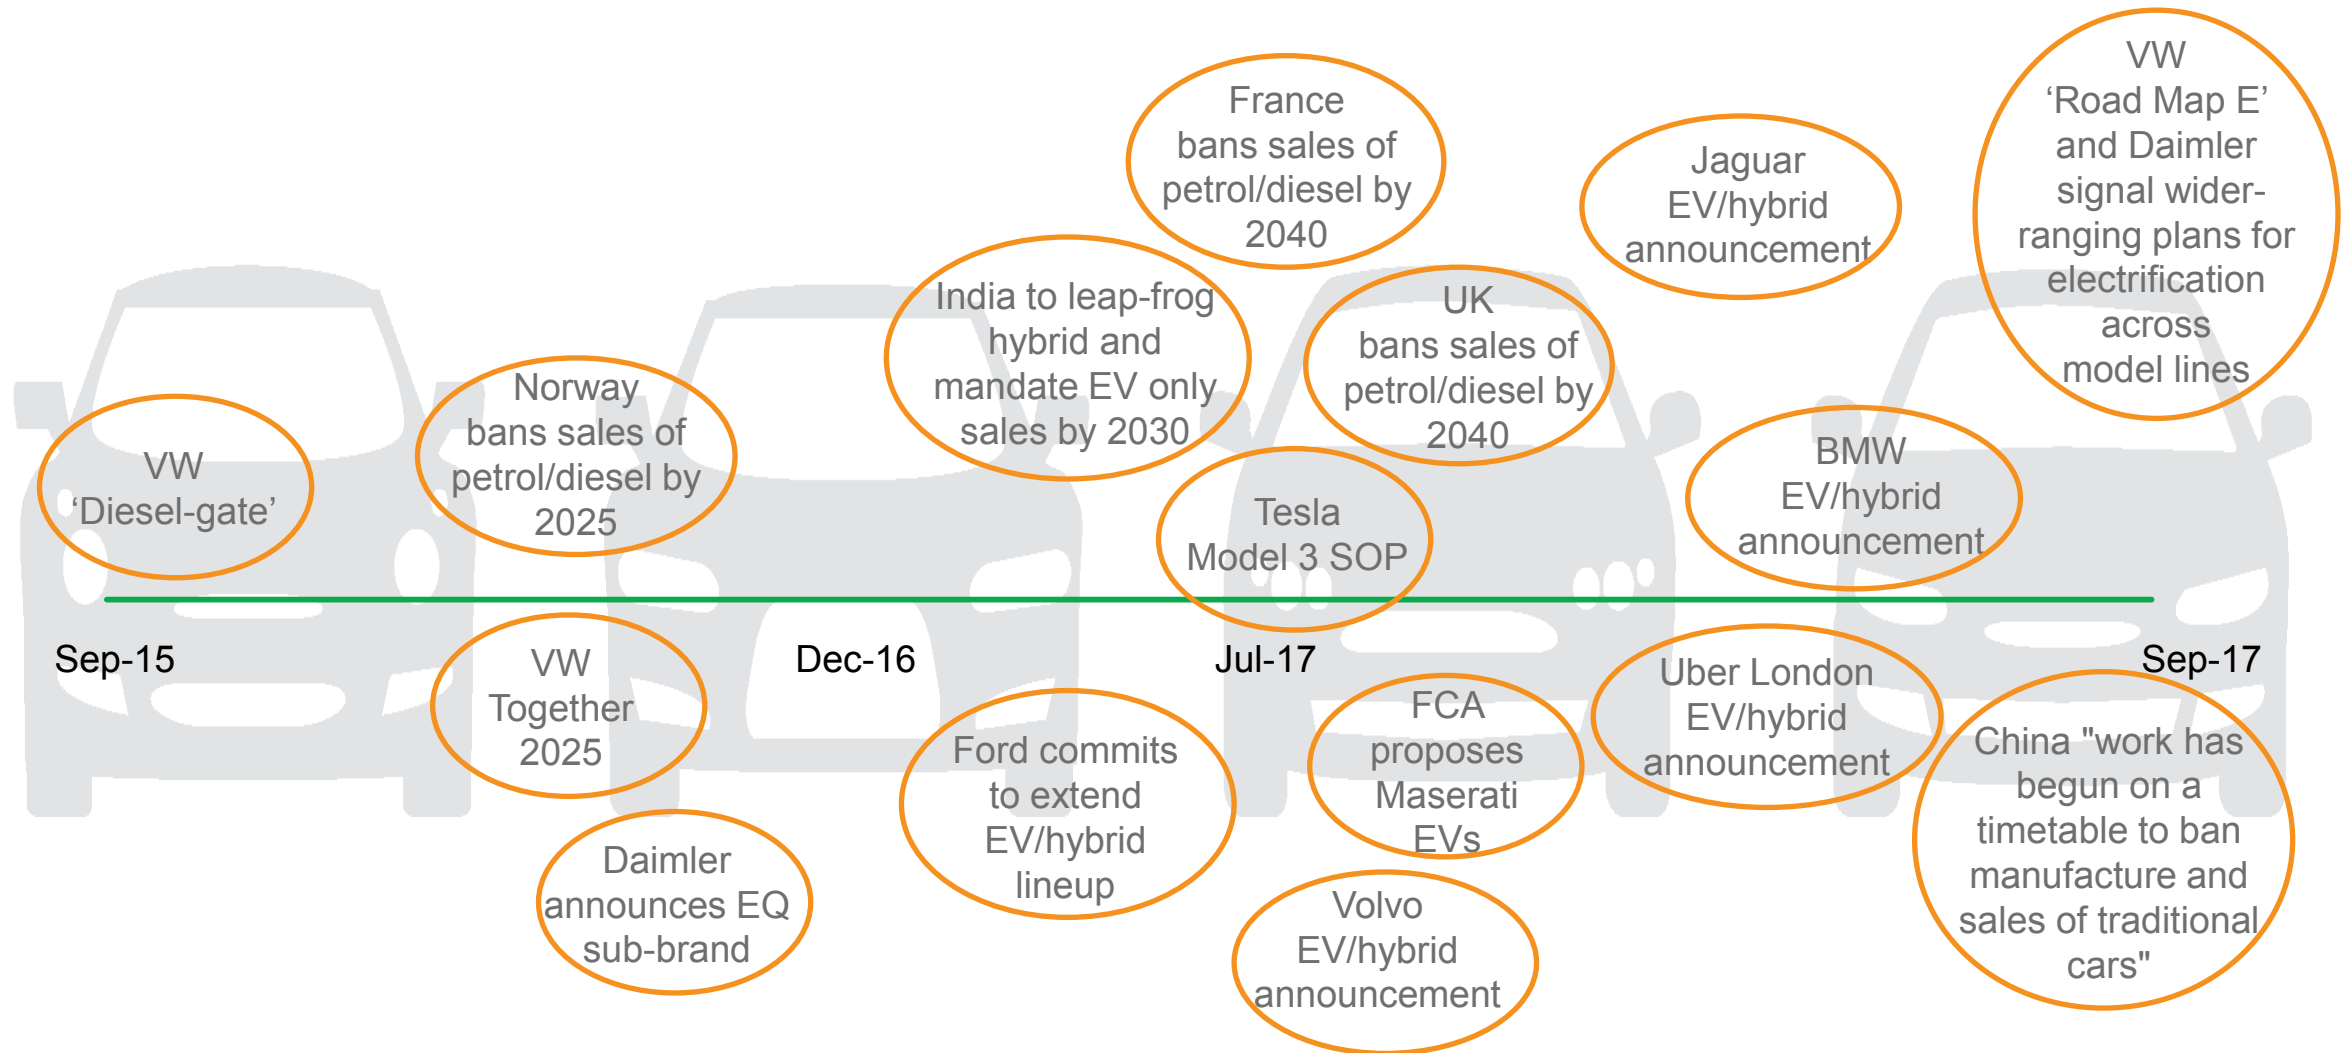 VW
‘Diesel-gate’
Norway
bans sales of
petrol/diesel by
2025
India to leap-frog
hybrid and
mandate EV only
sales by 2030
France
bans sales of
petrol/diesel by
2040
UK
bans sales of
petrol/diesel by
2040
Tesla
Model 3 SOP
Jaguar
EV/hybrid
announcement
BMW
EV/hybrid
announcement
VW
‘Road Map E’
and Daimler
signal wider-
ranging plans for
electrification
across
model lines
Sep-15
Dec-16
Jul-17
Sep-17
VW
Together
2025
Daimler
announces EQ
sub-brand
Ford commits
to extend
EV/hybrid
lineup
FCA
proposes
Maserati
EVs
Volvo
EV/hybrid
announcement
Uber London
EV/hybrid
announcement
China "work has
begun on a
timetable to ban
manufacture and
sales of traditional
cars"